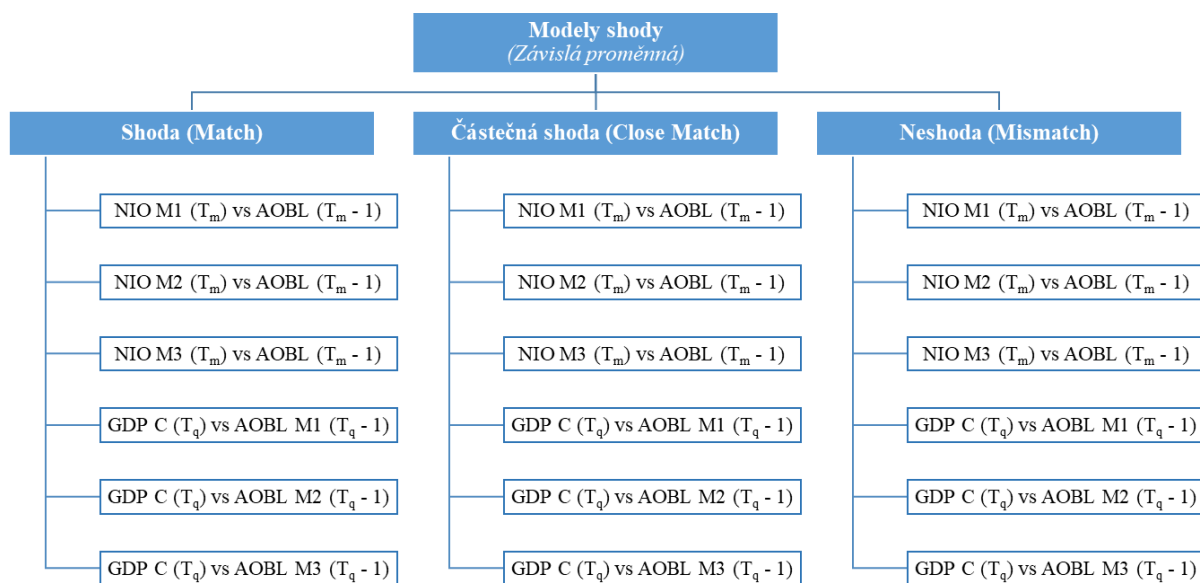 Modely shody
(Závislá proměnná)
Shoda (Match)
NIO M1 (Tm) vs AOBL (Tm - 1)
NIO M2 (Tm) vs AOBL (Tm - 1)
NIO M3 (Tm) vs AOBL (Tm - 1)
GDP C (Tq) vs AOBL M1 (Tq - 1)
GDP C (Tq) vs AOBL M2 (Tq - 1)
GDP C (Tq) vs AOBL M3 (Tq - 1)
Částečná shoda (Close Match)
NIO M1 (Tm) vs AOBL (Tm - 1)
NIO M2 (Tm) vs AOBL (Tm - 1)
NIO M3 (Tm) vs AOBL (Tm - 1)
GDP C (Tq) vs AOBL M1 (Tq - 1)
GDP C (Tq) vs AOBL M2 (Tq - 1)
GDP C (Tq) vs AOBL M3 (Tq - 1)
Neshoda (Mismatch)
NIO M1 (Tm) vs AOBL (Tm - 1)
NIO M2 (Tm) vs AOBL (Tm - 1)
NIO M3 (Tm) vs AOBL (Tm - 1)
GDP C (Tq) vs AOBL M1 (Tq - 1)
GDP C (Tq) vs AOBL M2 (Tq - 1)
GDP C (Tq) vs AOBL M3 (Tq - 1)